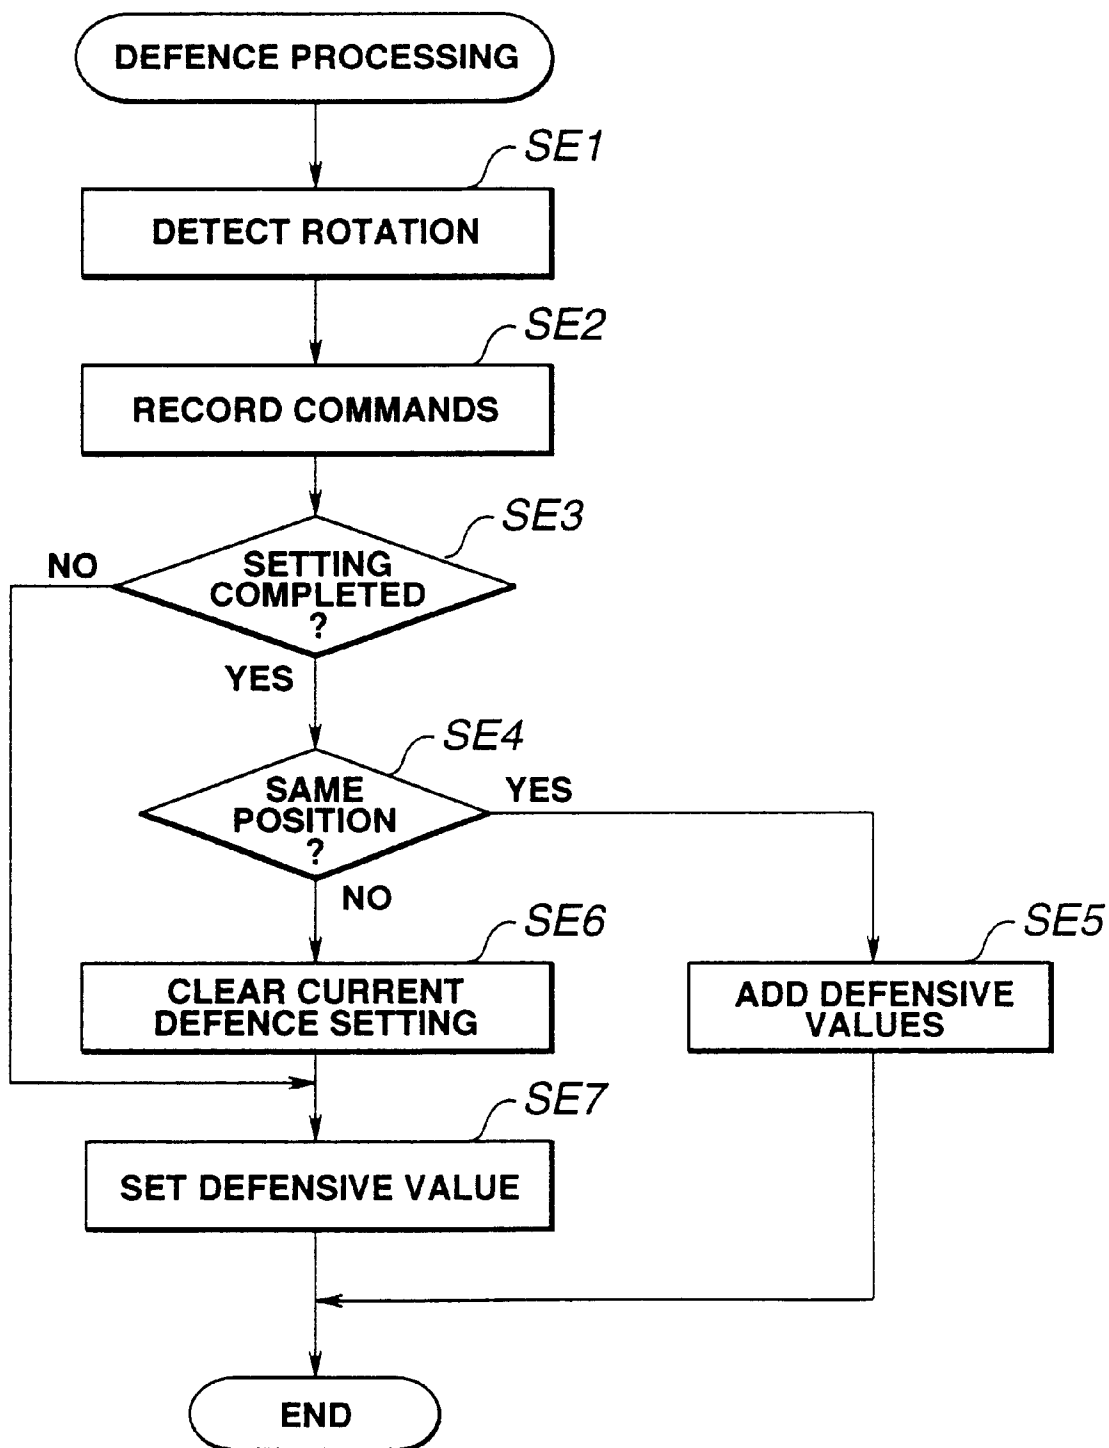 DEFENCE PROCESSING
SE1
DETECT ROTATION
SE2
RECORD COMMANDS
SE3
NO
SETTING
COMPLETED
?
YES
SE4
SAME
POSITION
?
YES
NO
SE6
SE5
CLEAR CURRENT
DEFENCE SETTING
ADD DEFENSIVE
VALUES
SE7
SET DEFENSIVE VALUE
END